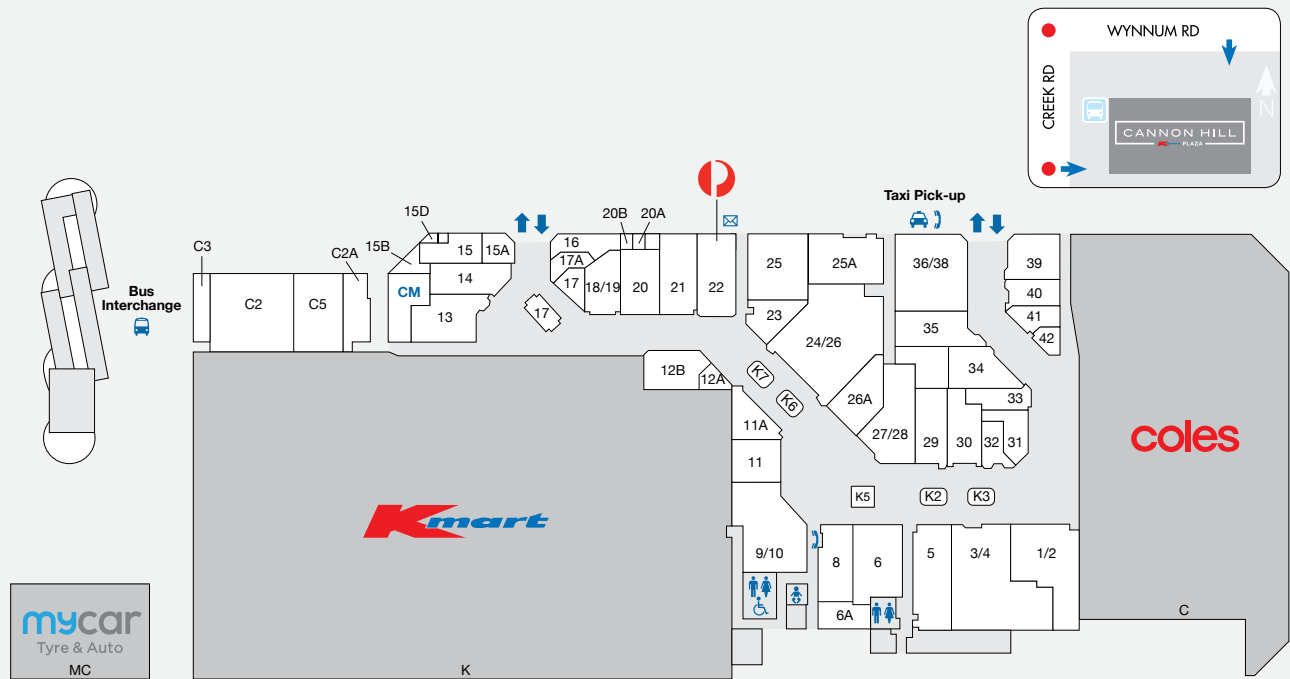 WYNNUM RD
CREEK RD
N
CANNON HILL
Kmart PLAZA
Taxi Pick-up
Bus
Interchange
C3
C2
C5
C2A
15D
15B
15
15A
14
CM
13
16
17A
17
18/19
20B
20A
20
21
22
17
25
25A
23
24/26
26A
27/28
36/38
35
34
33
29
30
32
31
39
40
41
42
12B
12A
K7
K6
11A
11
9/10
K5
K2
K3
8
6
6A
5
3/4
1/2
Kmart
K
coles
C
mycar
Tyre & Auto
MC